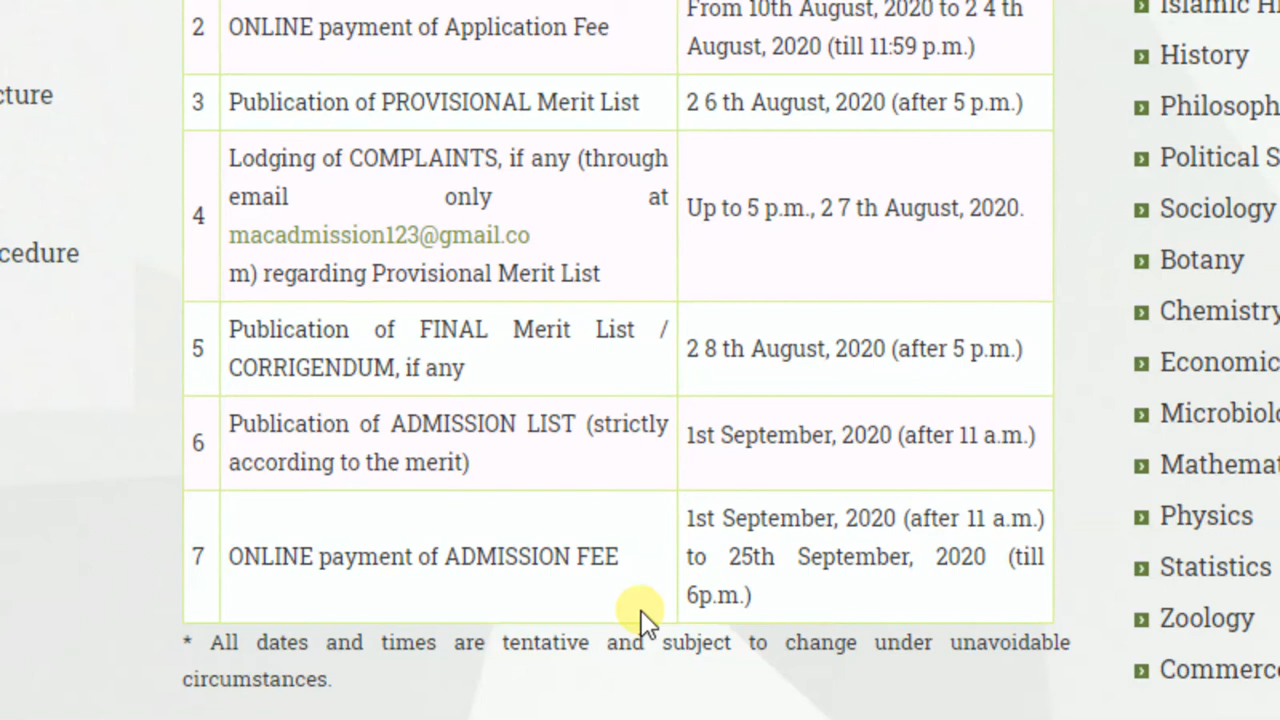 cture
cedure
2 ONLINE payment of Application Fee
From 10th August, 2020 to 2 4 th
August, 2020 (till 11:59 p.m.)
3 Publication of PROVISIONAL Merit List
2 6 th August, 2020 (after 5 p.m.)
4
Lodging of COMPLAINTS, if any (through
email only at
macadmission123@gmail.co
m) regarding Provisional Merit List
Up to 5 p.m., 2 7 th August, 2020.
5
Publication of FINAL Merit List /
CORRIGENDUM, if any
2 8 th August, 2020 (after 5 p.m.)
6
Publication of ADMISSION LIST (strictly
according to the merit)
1st September, 2020 (after 11 a.m.)
7 ONLINE payment of ADMISSION FEE
1st September, 2020 (after 11 a.m.)
to 25th September, 2020 (till
6p.m.)
* All dates and times are tentative and subject to change under unavoidable
circumstances.
Islamic Hi
History
Philosoph
Political S
Sociology
Botany
Chemistry
Economic
Microbiolo
Mathemat
Physics
Statistics
Zoology
Commerce